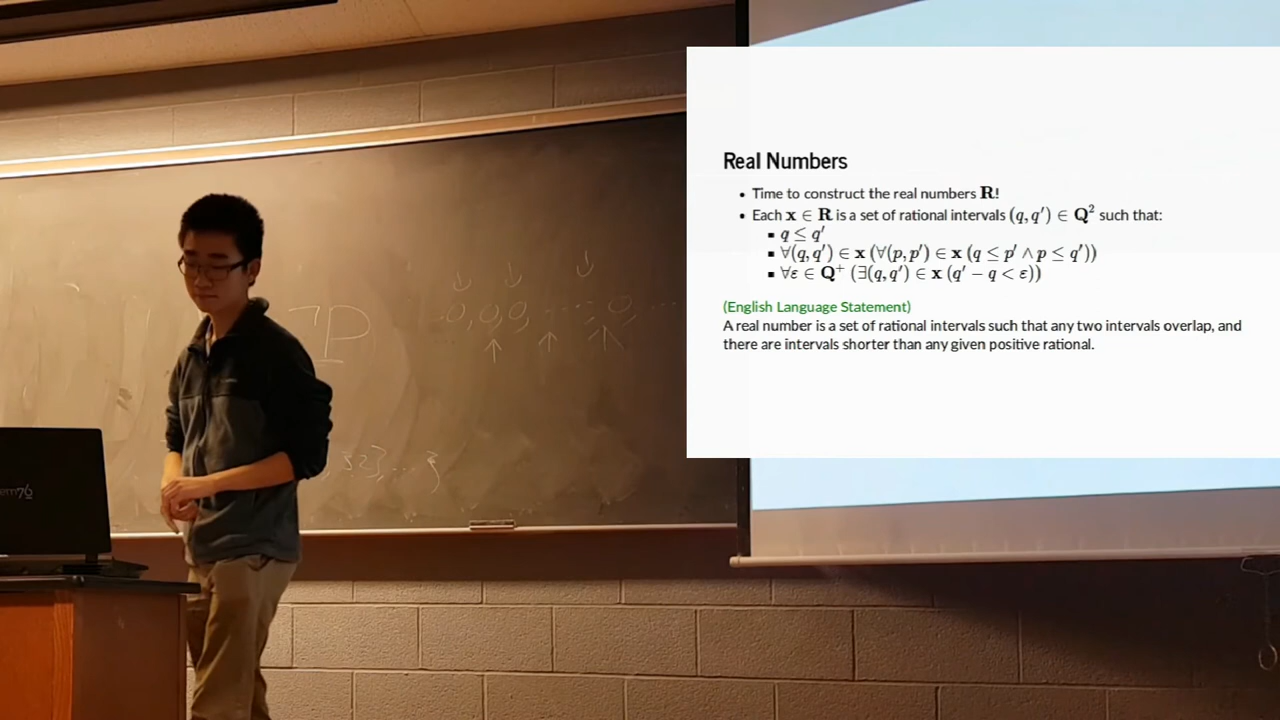 Real Numbers
• Time to construct the real numbers R!
• Each x ∈ R is a set of rational intervals (q, q′) ∈ Q² such that:
▪ q ≤ q′
▪ ∀(q, q′) ∈ x (∀(p, p′) ∈ x (q ≤ p′ ∧ p ≤ q′))
▪ ∀ε ∈ Q⁺ (∃(q, q′) ∈ x (q′ − q < ε))
(English Language Statement)
A real number is a set of rational intervals such that any two intervals overlap, and
there are intervals shorter than any given positive rational.
¬P